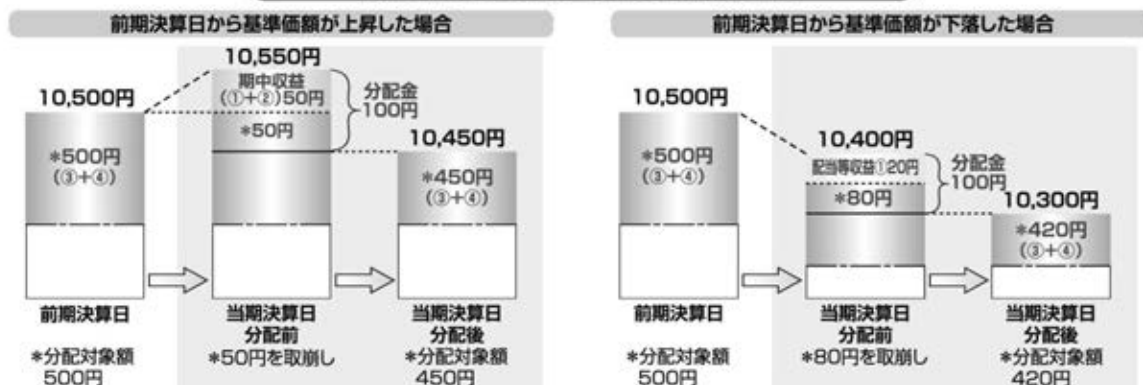 前期決算日から基準価額が上昇した場合
10,550円
期中収益
(①+②)50円
10,500円
分配金
100円
*50円
10,450円
*500円
(③+④)
*450円
(③+④)
前期決算日
当期決算日
分配前
当期決算日
分配後
*分配対象額
500円
*50円を取崩し
*分配対象額
450円
前期決算日から基準価額が下落した場合
10,500円
10,400円
*500円
(③+④)
配当等収益①20円
分配金
100円
*80円
10,300円
*420円
(③+④)
前期決算日
当期決算日
分配前
当期決算日
分配後
*分配対象額
500円
*80円を取崩し
*分配対象額
420円